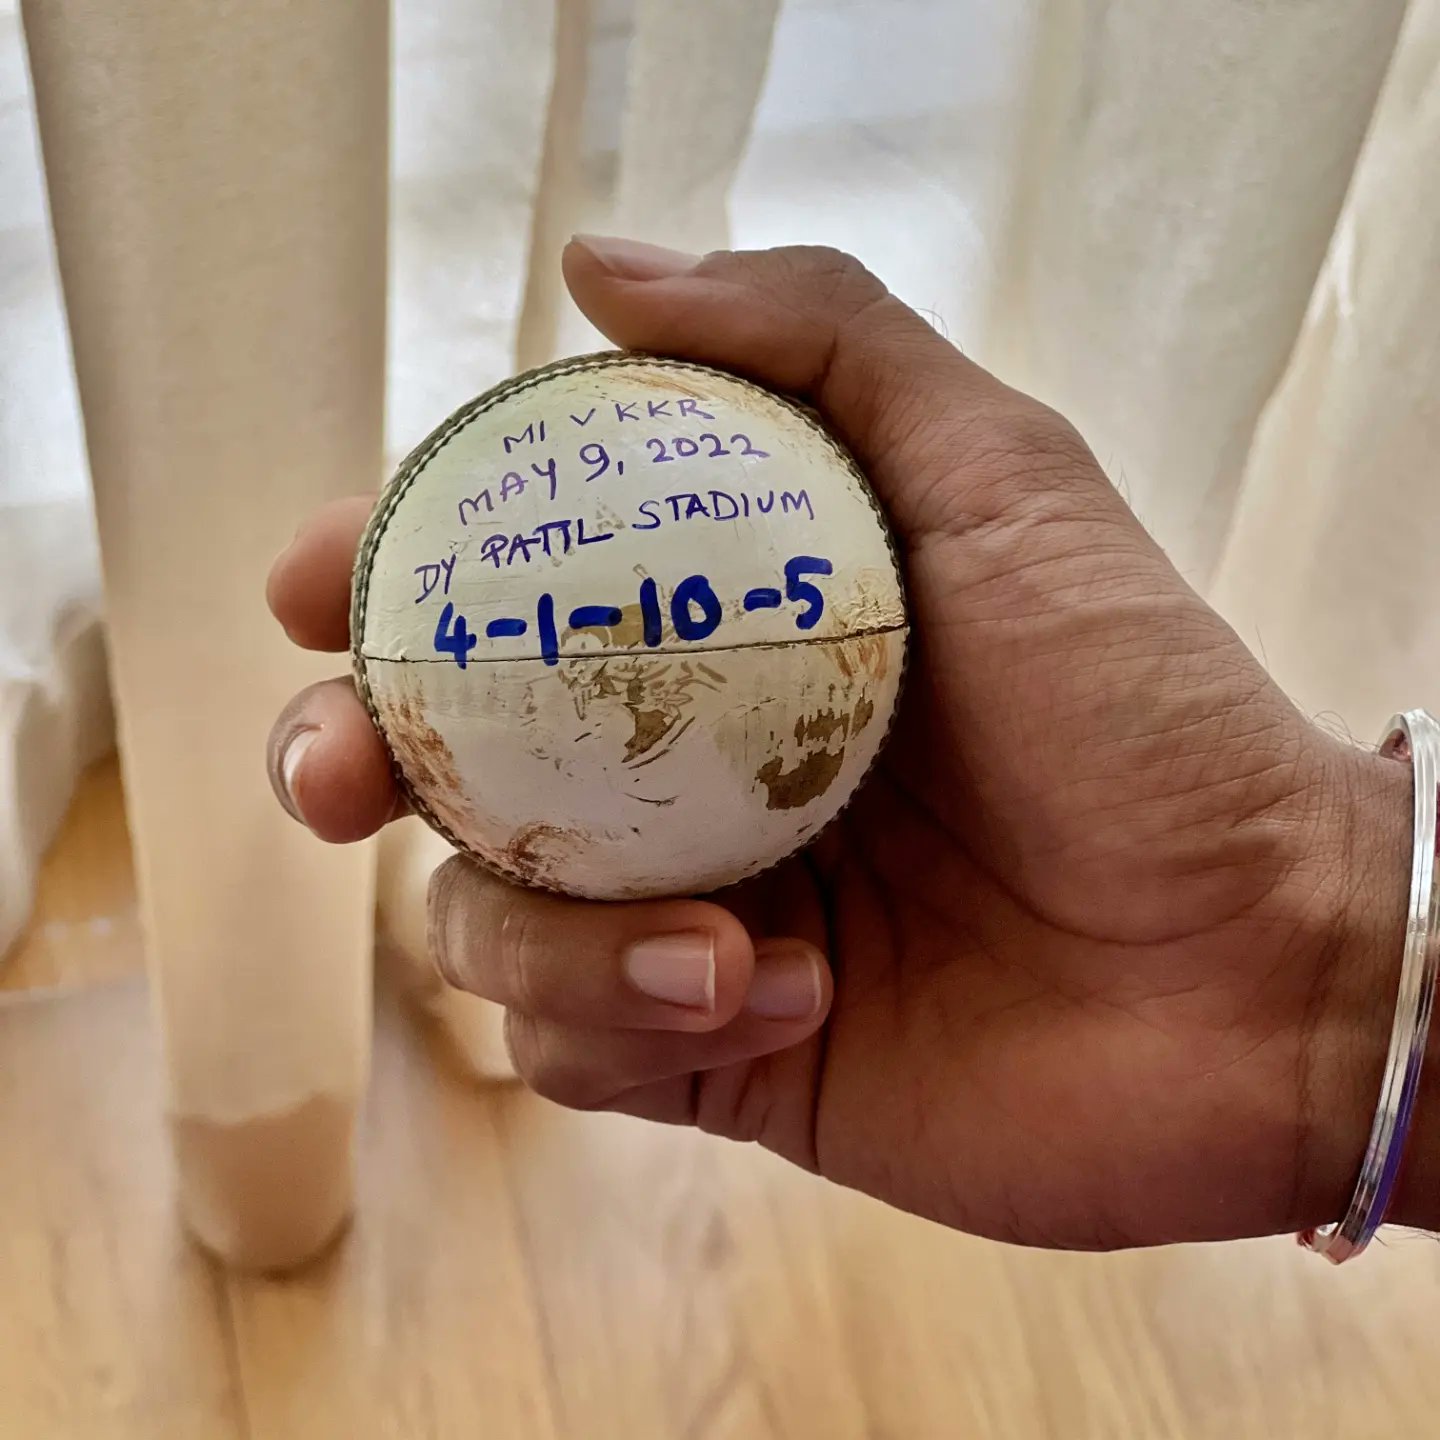 MI V KKR
MAY 9, 2022
DY PATIL STADIUM
4-1-10-5